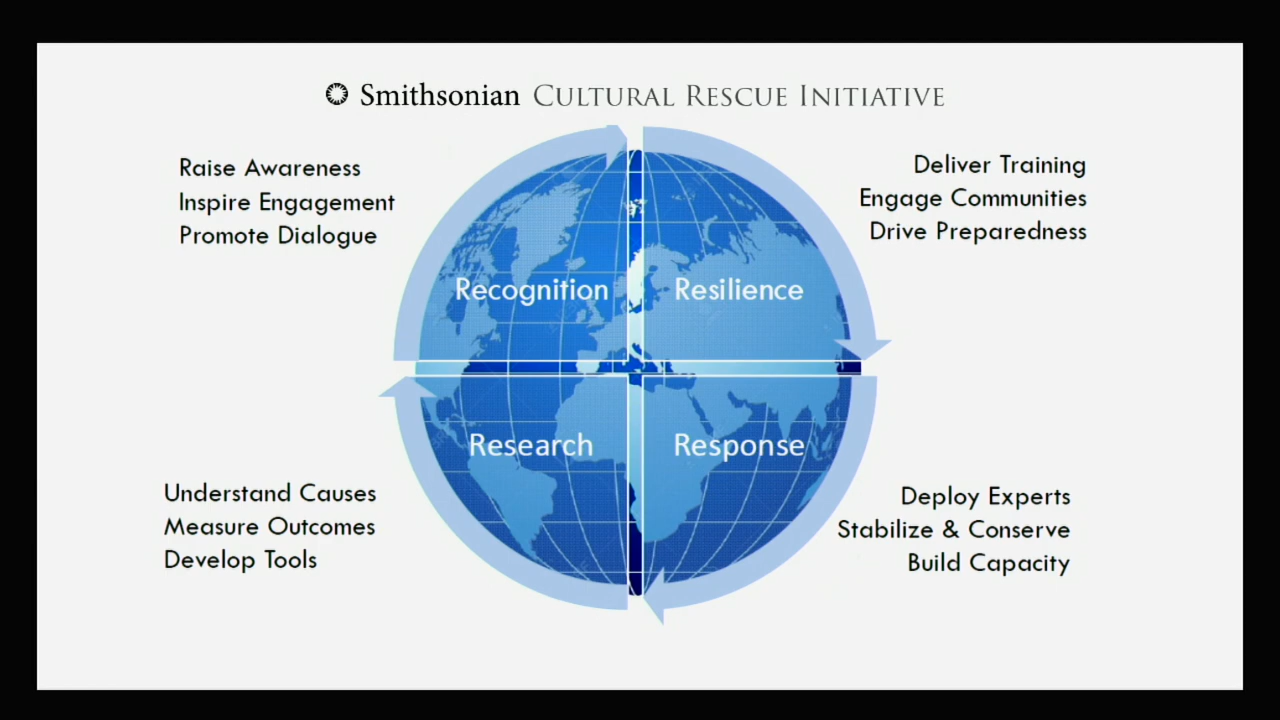 Smithsonian CULTURAL RESCUE INITIATIVE
Raise Awareness
Inspire Engagement
Promote Dialogue
Deliver Training
Engage Communities
Drive Preparedness
Recognition
Resilience
Research
Response
Understand Causes
Measure Outcomes
Develop Tools
Deploy Experts
Stabilize & Conserve
Build Capacity